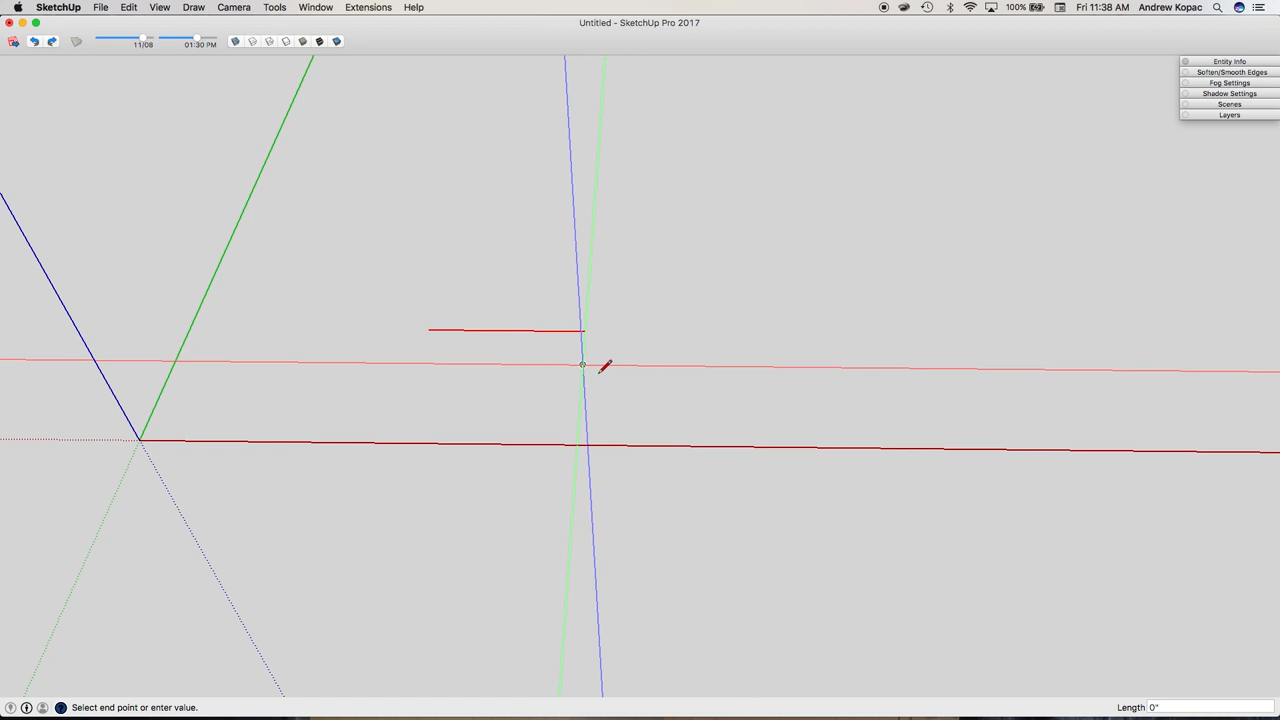 SketchUp File Edit View Camera Draw Tools Window Extensions Help 100% Fri 11:38 AM Andrew Kopac
Untitled - SketchUp Pro 2017
11/08 01:30 PM
Entity Info
Soften/Smooth Edges
Fog Settings
Shadow Settings
Scenes
Layers
Select end point or enter value. Length 0"